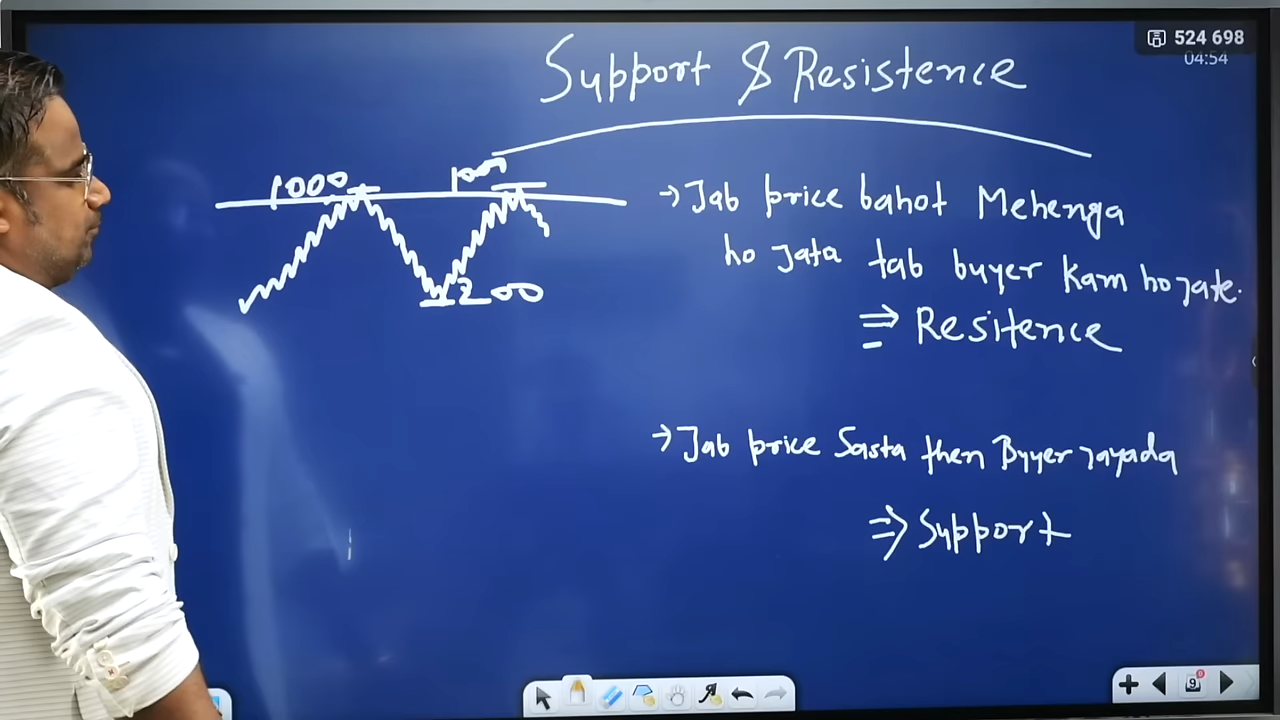 524 698
04:54
Support & Resistence
1000
1000
→ Jab price bahot Mehenga
ho Jata tab buyer kam ho jate.
⇒ Resitence
200
→ Jab price Sasta then Byyer jayada
⇒ Support
9